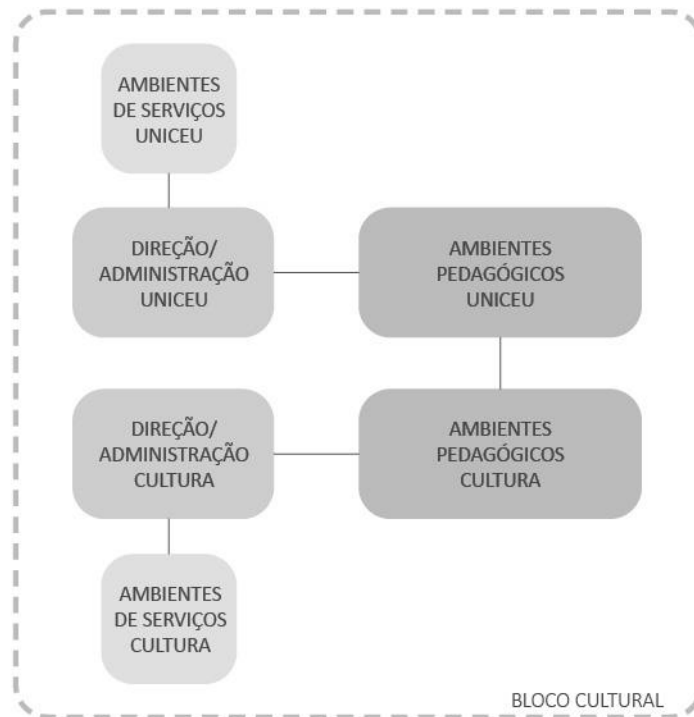 AMBIENTES
DE SERVIÇOS
UNICEU
DIREÇÃO/
ADMINISTRAÇÃO
UNICEU
AMBIENTES
PEDAGÓGICOS
UNICEU
DIREÇÃO/
ADMINISTRAÇÃO
CULTURA
AMBIENTES
PEDAGÓGICOS
CULTURA
AMBIENTES
DE SERVIÇOS
CULTURA
BLOCO CULTURAL